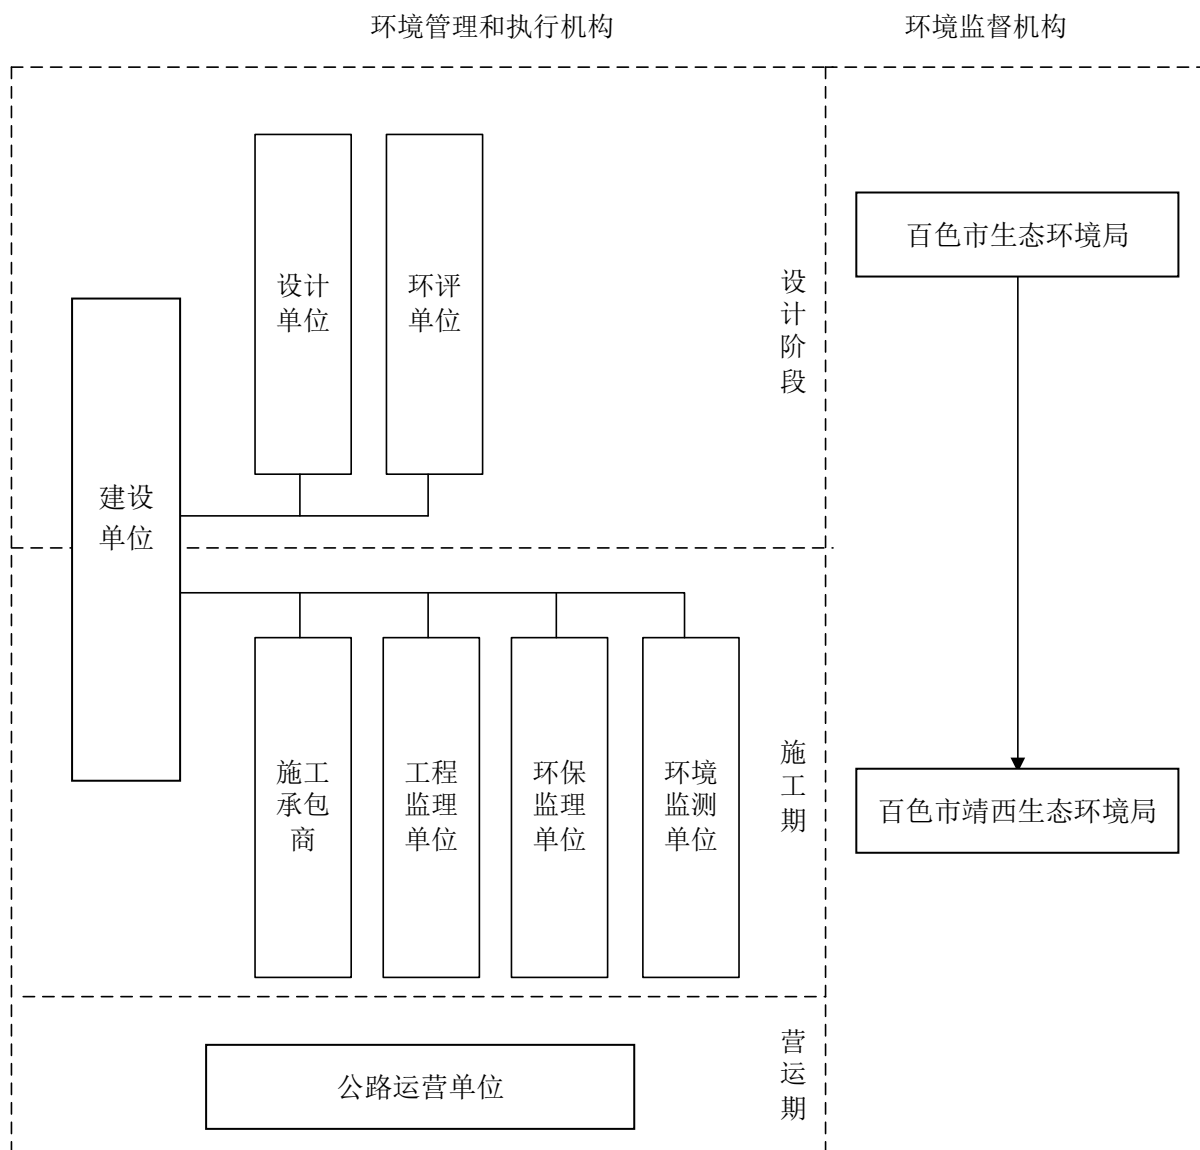 环境管理和执行机构
环境监督机构
设计
单位
环评
单位
设
计
阶
段
百色市生态环境局
建设
单位
施工
承包
商
工程
监理
单位
环保
监理
单位
环境
监测
单位
施
工
期
百色市靖西生态环境局
公路运营单位
营
运
期